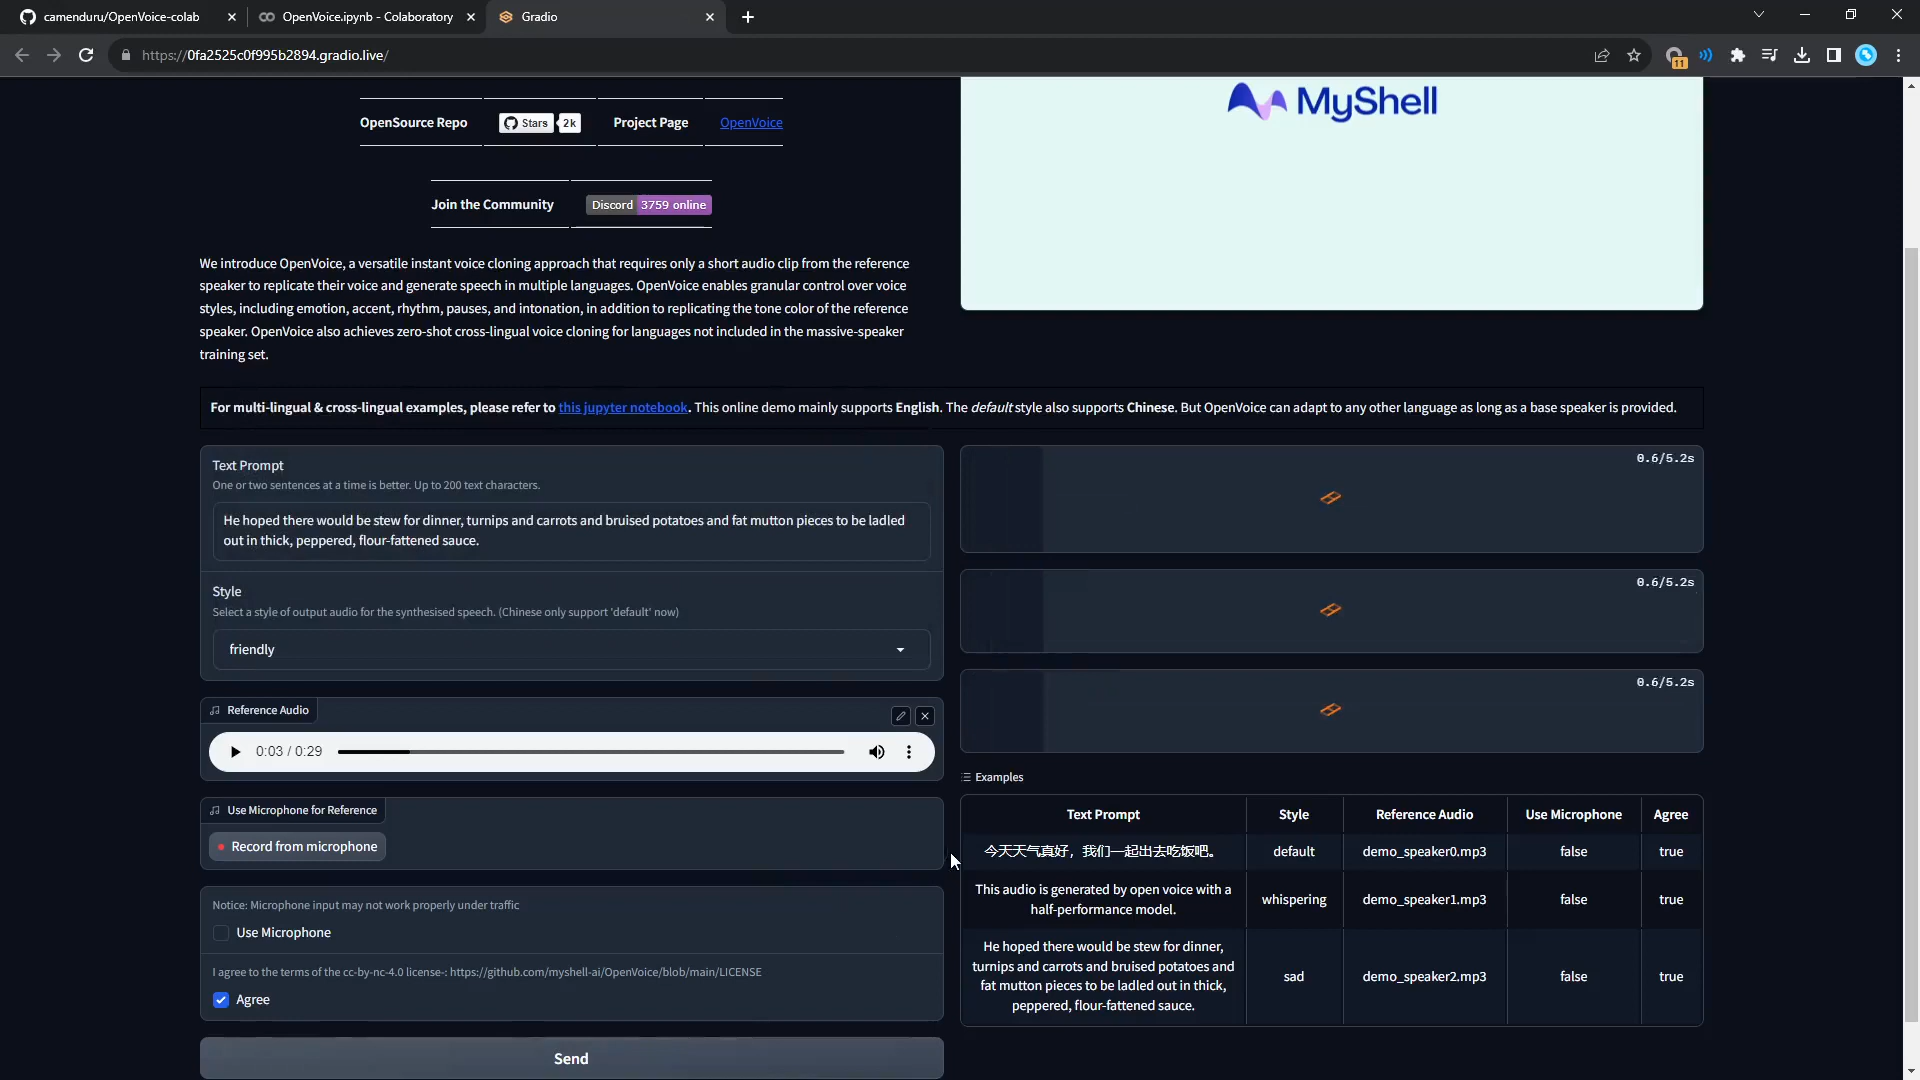 camenduru/OpenVoice-colab
OpenVoice.ipynb - Colaboratory
Gradio
https://0fa2525c0f995b2894.gradio.live/
11
MyShell
OpenSource Repo
Stars
2k
Project Page
OpenVoice
Join the Community
Discord
3759 online
We introduce OpenVoice, a versatile instant voice cloning approach that requires only a short audio clip from the reference
speaker to replicate their voice and generate speech in multiple languages. OpenVoice enables granular control over voice
styles, including emotion, accent, rhythm, pauses, and intonation, in addition to replicating the tone color of the reference
speaker. OpenVoice also achieves zero-shot cross-lingual voice cloning for languages not included in the massive-speaker
training set.
For multi-lingual & cross-lingual examples, please refer to this jupyter notebook. This online demo mainly supports English. The default style also supports Chinese. But OpenVoice can adapt to any other language as long as a base speaker is provided.
Text Prompt
One or two sentences at a time is better. Up to 200 text characters.
He hoped there would be stew for dinner, turnips and carrots and bruised potatoes and fat mutton pieces to be ladled
out in thick, peppered, flour-fattened sauce.
Style
Select a style of output audio for the synthesised speech. (Chinese only support 'default' now)
friendly
Reference Audio
0:03 / 0:29
Use Microphone for Reference
Record from microphone
Notice: Microphone input may not work properly under traffic
Use Microphone
I agree to the terms of the cc-by-nc-4.0 license-: https://github.com/myshell-ai/OpenVoice/blob/main/LICENSE
Agree
Send
0.6/5.2s
0.6/5.2s
0.6/5.2s
Examples
Text Prompt
Style
Reference Audio
Use Microphone
Agree
今天天气真好，我们一起出去吃饭吧。
default
demo_speaker0.mp3
false
true
This audio is generated by open voice with a
half-performance model.
whispering
demo_speaker1.mp3
false
true
He hoped there would be stew for dinner,
turnips and carrots and bruised potatoes and
fat mutton pieces to be ladled out in thick,
peppered, flour-fattened sauce.
sad
demo_speaker2.mp3
false
true